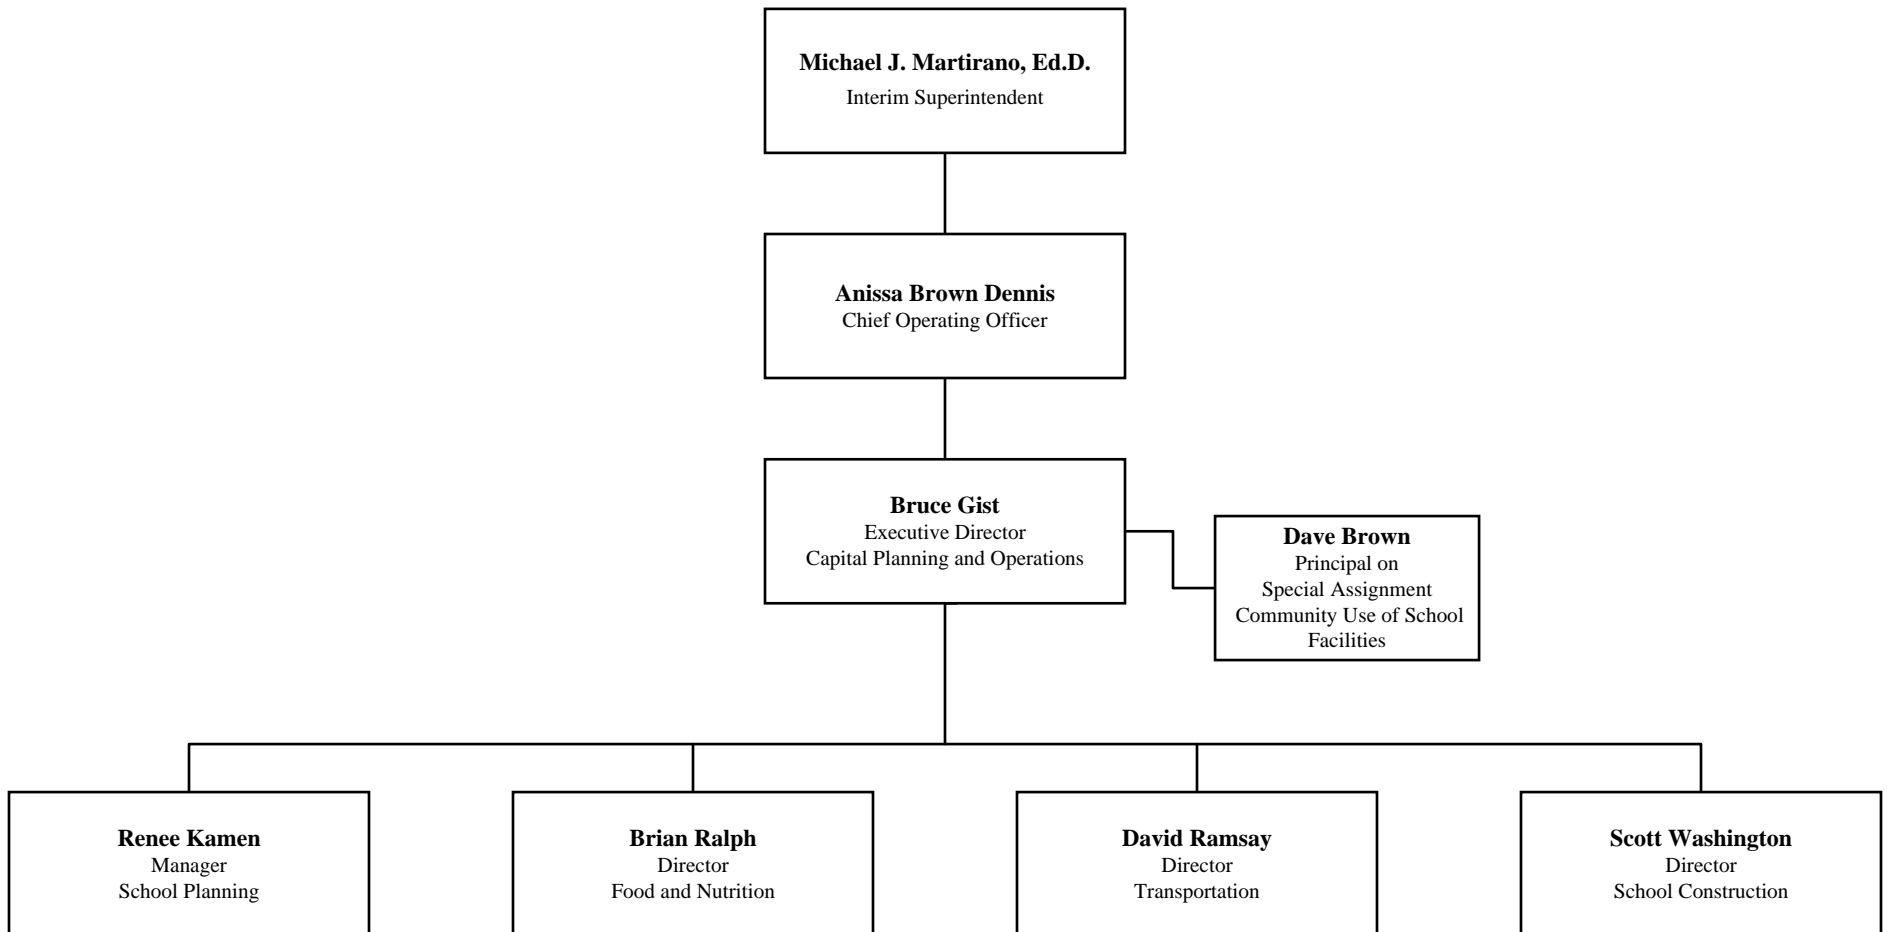 Michael J. Martirano, Ed.D.
Interim Superintendent
Anissa Brown Dennis
Chief Operating Officer
Bruce Gist
Executive Director
Capital Planning and Operations
Dave Brown
Principal on
Special Assignment
Community Use of School
Facilities
Renee Kamen
Manager
School Planning
Brian Ralph
Director
Food and Nutrition
David Ramsay
Director
Transportation
Scott Washington
Director
School Construction